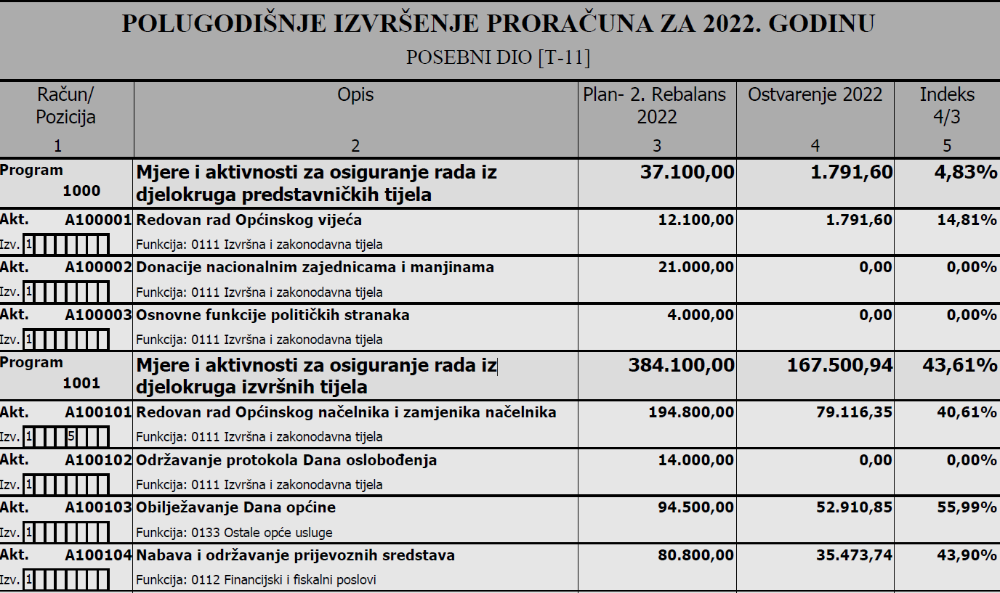 POLUGODIŠNJE IZVRŠENJE PRORAČUNA ZA 2022. GODINU
POSEBNI DIO [T-11]
Račun/ Opis Plan- 2. Rebalans Ostvarenje 2022 Indeks
Pozicija 2022 4/3
1 2 3 4 5
Program Mjere i aktivnosti za osiguranje rada iz 37.100,00 1.791,60 4,83%
1000 djelokruga predstavničkih tijela
Akt. A100001 Redovan rad Općinskog vijeća 12.100,00 1.791,60 14,81%
Izv. 1 Funkcija: 0111 Izvršna i zakonodavna tijela
Akt. A100002 Donacije nacionalnim zajednicama i manjinama 21.000,00 0,00 0,00%
Izv. 1 Funkcija: 0111 Izvršna i zakonodavna tijela
Akt. A100003 Osnovne funkcije političkih stranaka 4.000,00 0,00 0,00%
Izv. 1 Funkcija: 0111 Izvršna i zakonodavna tijela
Program Mjere i aktivnosti za osiguranje rada iz 384.100,00 167.500,94 43,61%
1001 djelokruga izvršnih tijela
Akt. A100101 Redovan rad Općinskog načelnika i zamjenika načelnika 194.800,00 79.116,35 40,61%
Izv. 1 5 Funkcija: 0111 Izvršna i zakonodavna tijela
Akt. A100102 Održavanje protokola Dana oslobođenja 14.000,00 0,00 0,00%
Izv. 1 Funkcija: 0111 Izvršna i zakonodavna tijela
Akt. A100103 Obilježavanje Dana općine 94.500,00 52.910,85 55,99%
Izv. 1 Funkcija: 0133 Ostale opće usluge
Akt. A100104 Nabava i održavanje prijevoznih sredstava 80.800,00 35.473,74 43,90%
Izv. 1 Funkcija: 0112 Financijski i fiskalni poslovi